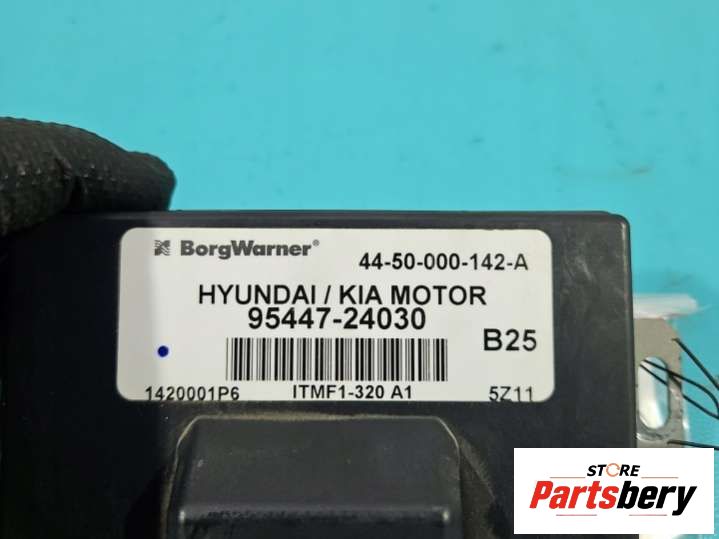 BorgWarner®
44-50-000-142-A
HYUNDAI / KIA MOTOR
95447-24030
B25
1420001P6 ITMF1-320 A1 5Z11
STORE
Partsbery